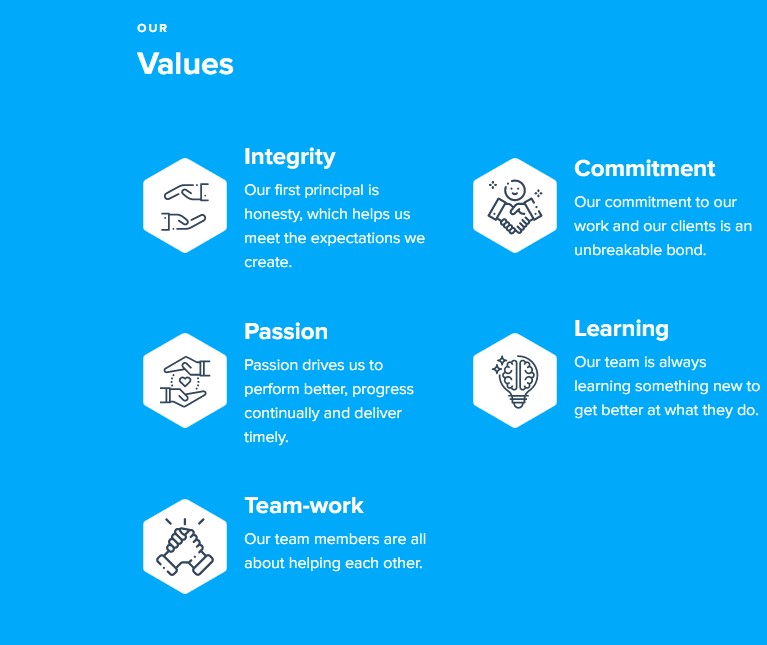 OUR
Values
Integrity
Our first principal is
honesty, which helps us
meet the expectations we
create.
Commitment
Our commitment to our
work and our clients is an
unbreakable bond.
Passion
Passion drives us to
perform better, progress
continually and deliver
timely.
Learning
Our team is always
learning something new to
get better at what they do.
Team-work
Our team members are all
about helping each other.